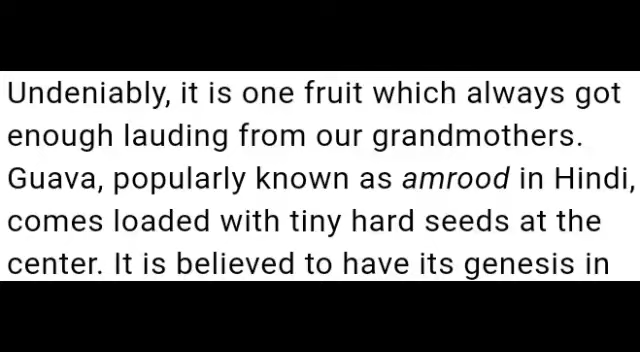 Undeniably, it is one fruit which always got
enough lauding from our grandmothers.
Guava, popularly known as amrood in Hindi,
comes loaded with tiny hard seeds at the
center. It is believed to have its genesis in